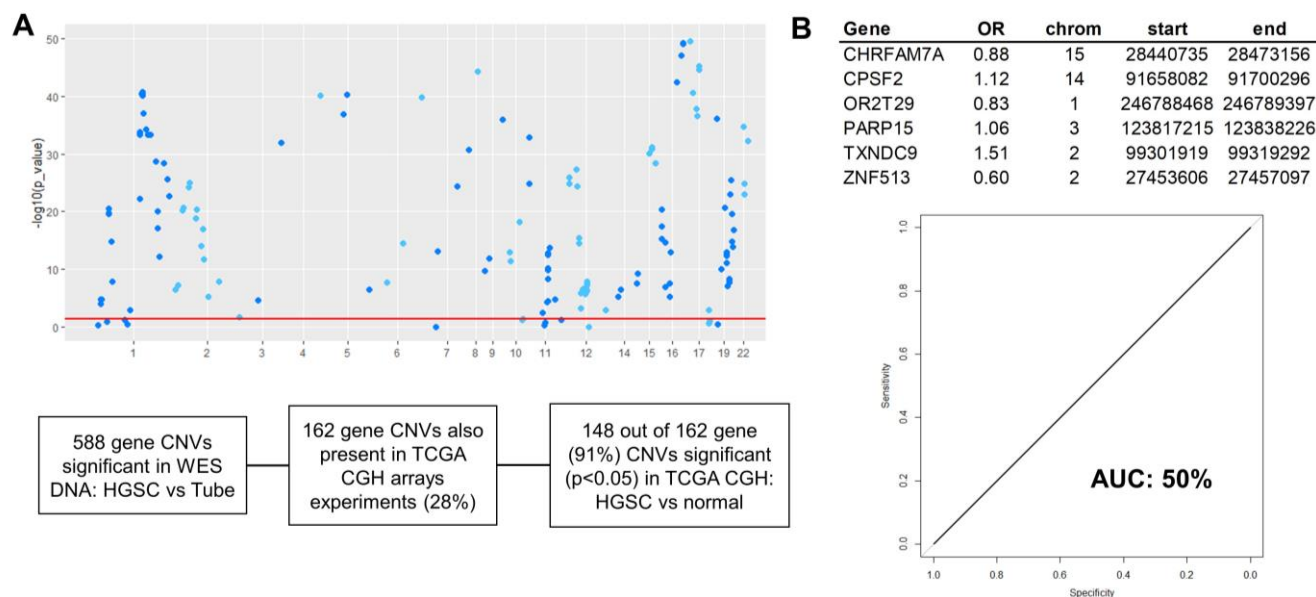 A
-log10(p_value)
50
40
30
20
10
0
1 2 3 4 5 6 7 8 9 10 11 12 14 15 16 17 19 22
588 gene CNVs
significant in WES
DNA: HGSC vs Tube
162 gene CNVs also
present in TCGA
CGH arrays
experiments (28%)
148 out of 162 gene
(91%) CNVs significant
(p<0.05) in TCGA CGH:
HGSC vs normal
B
Gene OR chrom start end
CHRFAM7A 0.88 15 28440735 28473156
CPSF2 1.12 14 91658082 91700296
OR2T29 0.83 1 246788468 246789397
PARP15 1.06 3 123817215 123838226
TXNDC9 1.51 2 99301919 99319292
ZNF513 0.60 2 27453606 27457097
Sensitivity
1.0
0.8
0.6
0.4
0.2
0.0
AUC: 50%
1.0 0.8 0.6 0.4 0.2 0.0
Specificity